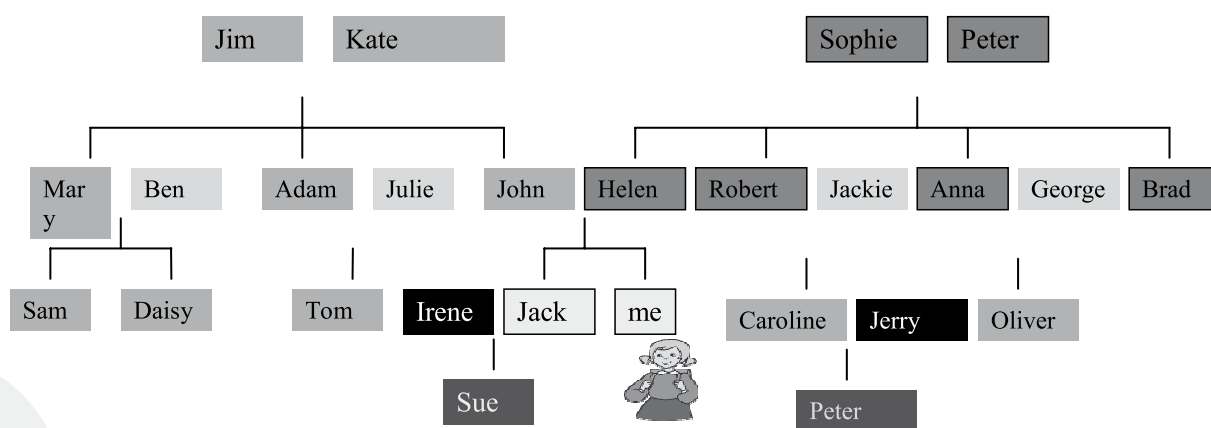 Jim Kate Sophie Peter
Mar
y
Ben Adam Julie John Helen Robert Jackie Anna George Brad
Sam Daisy Tom Irene Jack me Caroline Jerry Oliver
Sue Peter